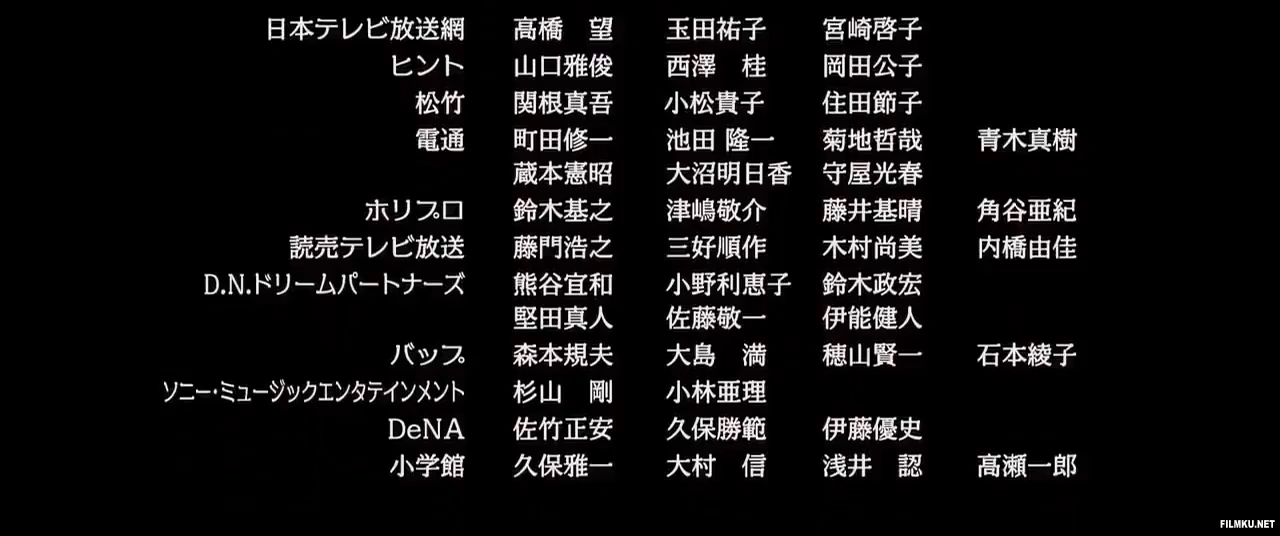 日本テレビ放送網 高橋 望 玉田祐子 宮崎啓子
ヒント 山口雅俊 西澤 桂 岡田公子
松竹 関根真吾 小松貴子 住田節子
電通 町田修一 池田 隆一 菊地哲哉 青木真樹
蔵本憲昭 大沼明日香 守屋光春
ホリプロ 鈴木基之 津嶋敬介 藤井基晴 角谷亜紀
読売テレビ放送 藤門浩之 三好順作 木村尚美 内橋由佳
D.N.ドリームパートナーズ 熊谷宜和 小野利恵子 鈴木政宏
堅田真人 佐藤敬一 伊能健人
バップ 森本規夫 大島 満 穂山賢一 石本綾子
ソニー・ミュージックエンタテインメント 杉山 剛 小林亜理
DeNA 佐竹正安 久保勝範 伊藤優史
小学館 久保雅一 大村 信 浅井 認 高瀬一郎
FILMKU.NET